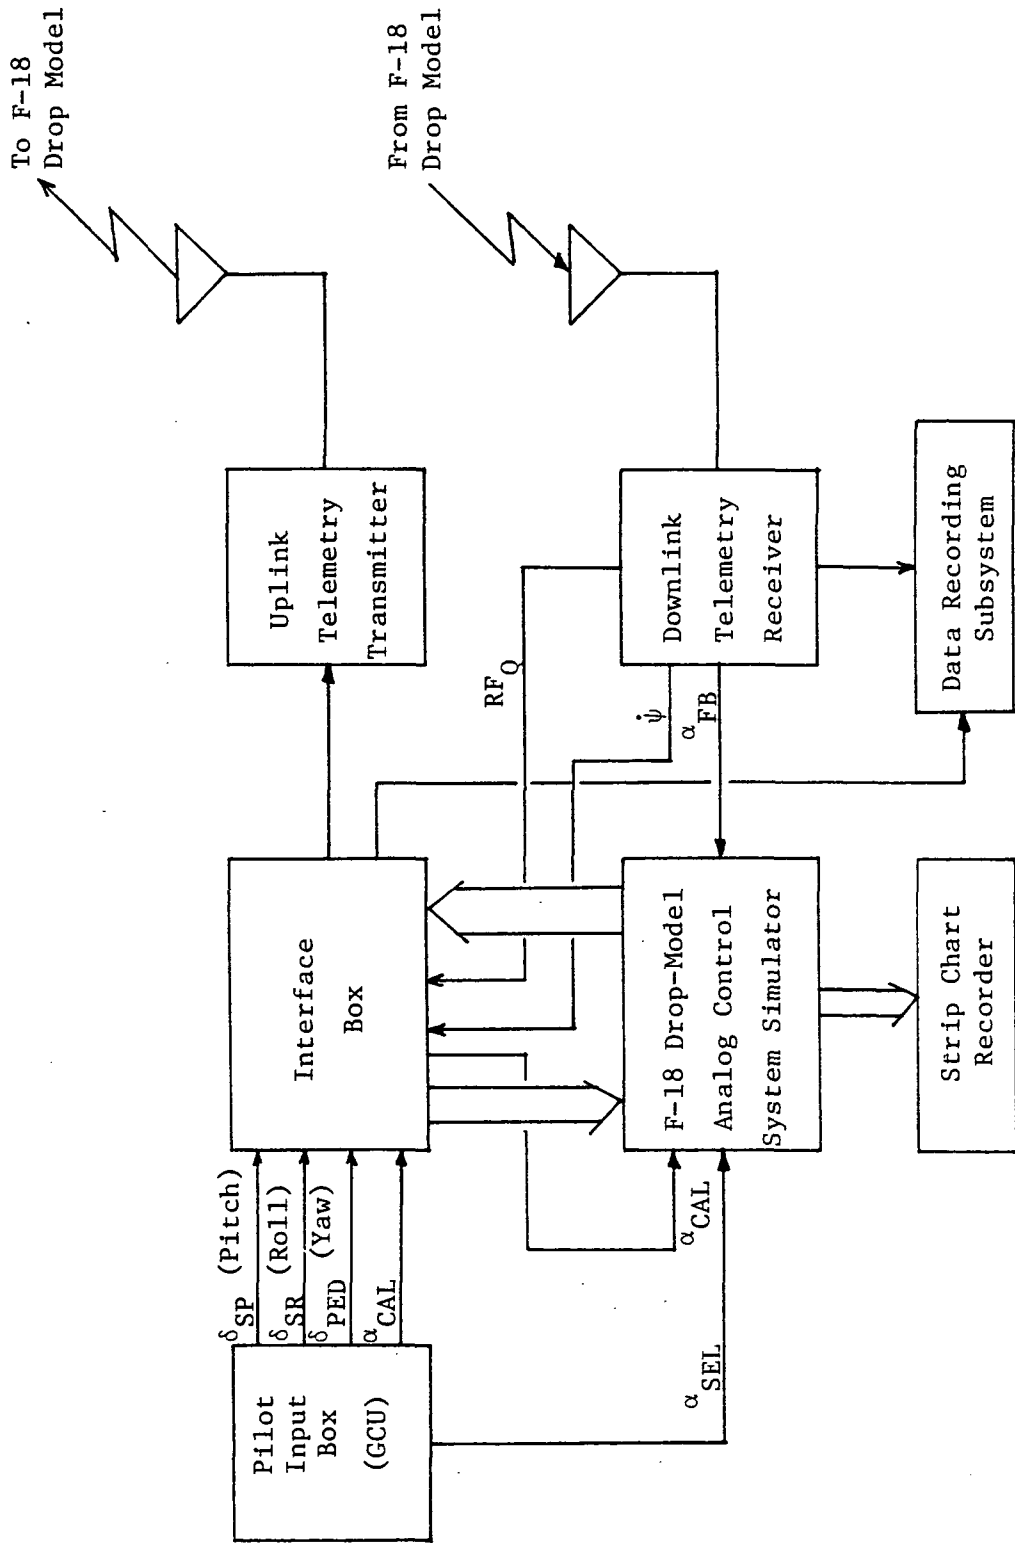 To F-18
Drop Model
From F-18
Drop Model
Uplink
Telemetry
Transmitter
Downlink
Telemetry
Receiver
Data Recording
Subsystem
RF_Q
ψ̇
α_FB
Interface
Box
F-18 Drop-Model
Analog Control
System Simulator
Strip Chart
Recorder
δ_SP (Pitch)
δ_SR (Roll)
δ_PED (Yaw)
α_CAL
α_CAL
α_SEL
Pilot
Input
Box
(GCU)